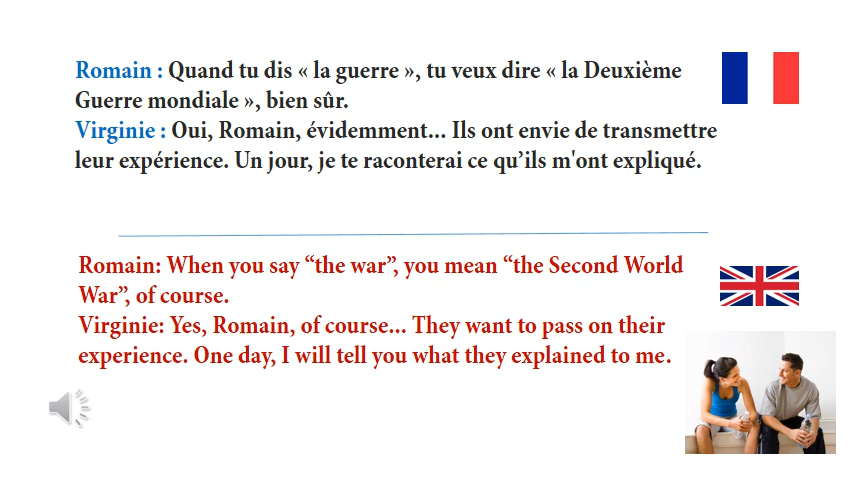 Romain : Quand tu dis « la guerre », tu veux dire « la Deuxième
Guerre mondiale », bien sûr.
Virginie : Oui, Romain, évidemment... Ils ont envie de transmettre
leur expérience. Un jour, je te raconterai ce qu’ils m'ont expliqué.
Romain: When you say “the war”, you mean “the Second World
War”, of course.
Virginie: Yes, Romain, of course... They want to pass on their
experience. One day, I will tell you what they explained to me.